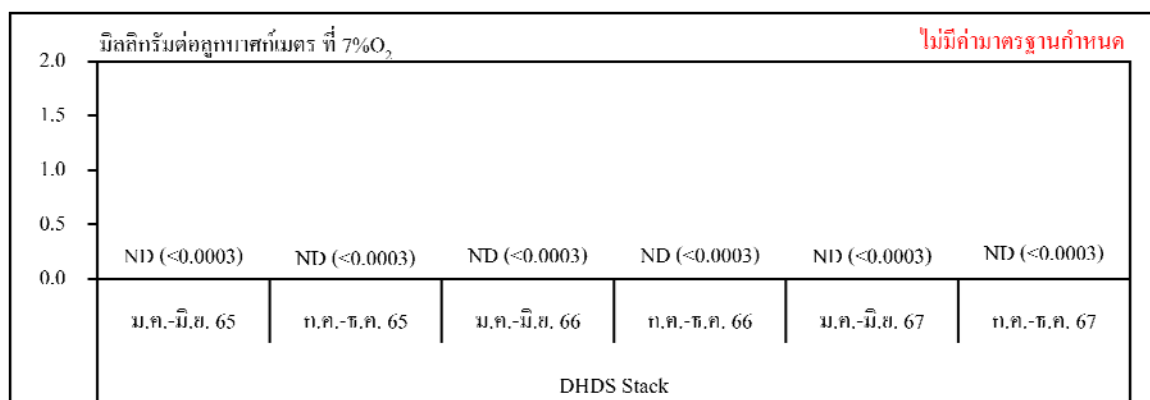 มิลลิกรัมต่อลูกบาศก์เมตร ที่ 7%O₂
ไม่มีค่ามาตรฐานกำหนด
2.0
1.5
1.0
0.5
0.0
ND (<0.0003) ND (<0.0003) ND (<0.0003) ND (<0.0003) ND (<0.0003) ND (<0.0003)
ม.ค.-มิ.ย. 65 ก.ค.-ธ.ค. 65 ม.ค.-มิ.ย. 66 ก.ค.-ธ.ค. 66 ม.ค.-มิ.ย. 67 ก.ค.-ธ.ค. 67
DHDS Stack